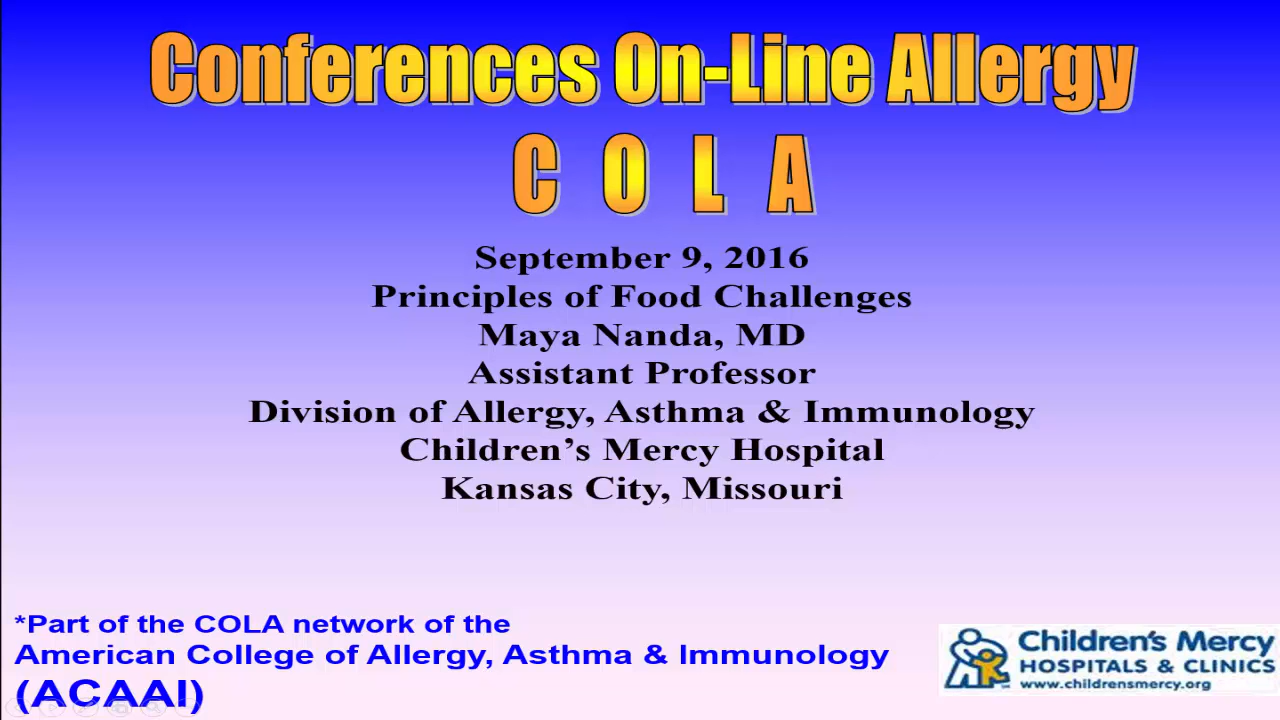 Conferences On-Line Allergy
C O L A
September 9, 2016
Principles of Food Challenges
Maya Nanda, MD
Assistant Professor
Division of Allergy, Asthma & Immunology
Children’s Mercy Hospital
Kansas City, Missouri
*Part of the COLA network of the
American College of Allergy, Asthma & Immunology
(ACAAI)
Children's Mercy
HOSPITALS & CLINICS
www.childrensmercy.org